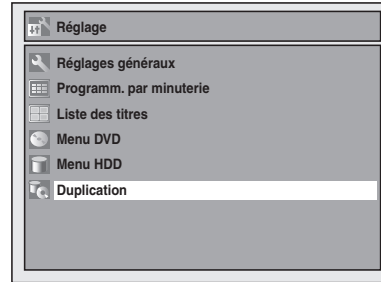 Réglage
Réglages généraux
Programm. par minuterie
Liste des titres
Menu DVD
Menu HDD
Duplication